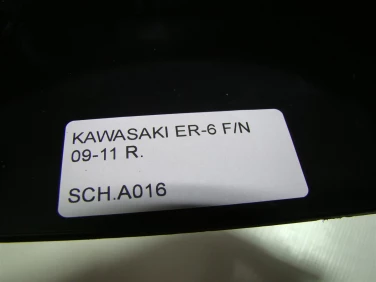 KAWASAKI ER-6 F/N
09-11 R.
SCH.A016